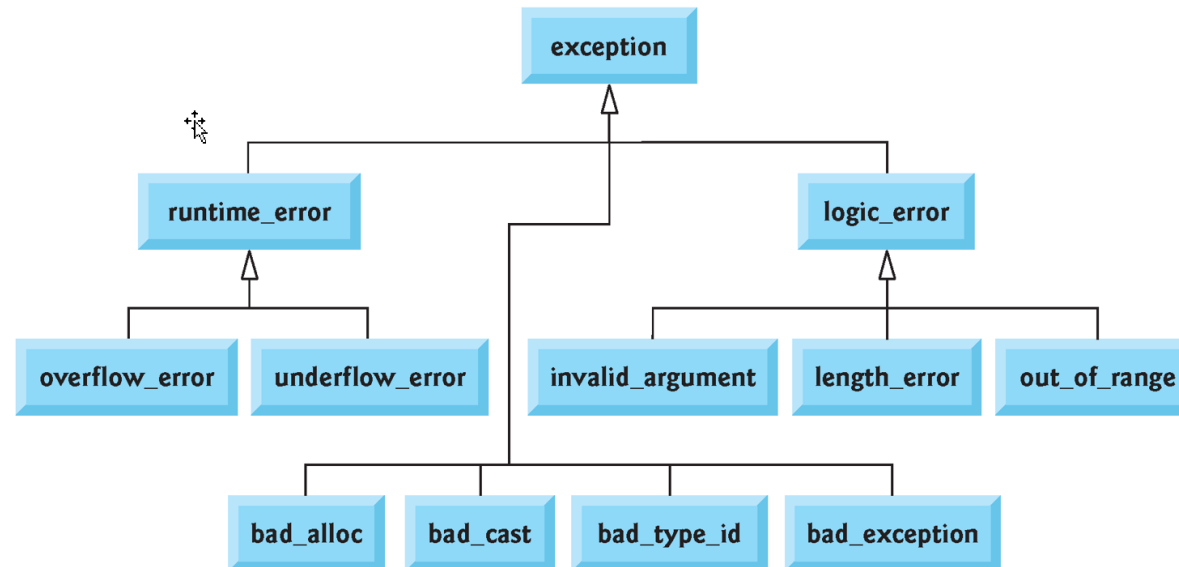 exception
runtime_error
logic_error
overflow_error
underflow_error
invalid_argument
length_error
out_of_range
bad_alloc
bad_cast
bad_type_id
bad_exception